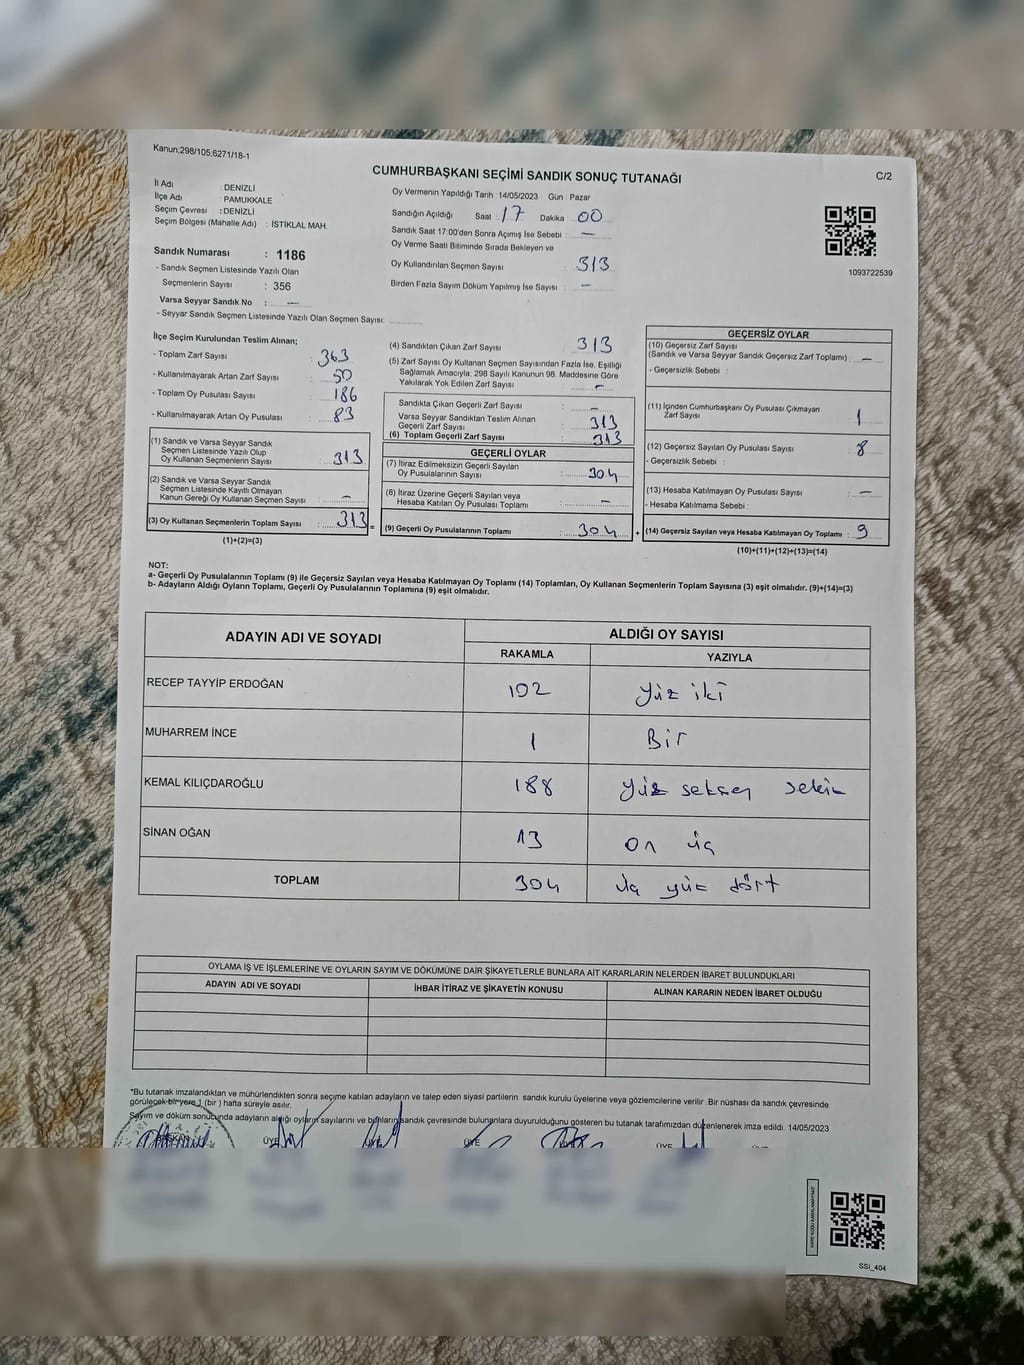 Kanun;298/105,6271/18-1
CUMHURBAŞKANI SEÇİMİ SANDIK SONUÇ TUTANAĞI
C/2
İl Adı : DENİZLİ
İlçe Adı : PAMUKKALE
Seçim Çevresi : DENİZLİ
Seçim Bölgesi (Mahalle Adı) : İSTİKLAL MAH.
Sandık Numarası : 1186
- Sandık Seçmen Listesinde Yazılı Olan
Seçmenlerin Sayısı : 356
Varsa Seyyar Sandık No : —
- Seyyar Sandık Seçmen Listesinde Yazılı Olan Seçmen Sayısı: ............
Oy Vermenin Yapıldığı Tarih :14/05/2023 Gün : Pazar
Sandığın Açıldığı Saat : 17 Dakika : 00
Sandık Saat 17:00'den Sonra Açımış İse Sebebi : —
Oy Verme Saati Bitiminde Sırada Bekleyen ve
Oy Kullandırılan Seçmen Sayısı : 313
Birden Fazla Sayım Döküm Yapılmış İse Sayısı : —
1093722539
İlçe Seçim Kurulundan Teslim Alınan;
- Toplam Zarf Sayısı : 363
- Kullanılmayarak Artan Zarf Sayısı : 50
- Toplam Oy Pusulası Sayısı : 186
- Kullanılmayarak Artan Oy Pusulası : 83
(1) Sandık ve Varsa Seyyar Sandık
Seçmen Listesinde Yazılı Olup
Oy Kullanan Seçmenlerin Sayısı : 313
(2) Sandık ve Varsa Seyyar Sandık
Seçmen Listesinde Kayıtlı Olmayan
Kanun Gereği Oy Kullanan Seçmen Sayısı : —
(3) Oy Kullanan Seçmenlerin Toplam Sayısı : 313 =
(1)+(2)=(3)
(4) Sandıktan Çıkan Zarf Sayısı : 313
(5) Zarf Sayısı Oy Kullanan Seçmen Sayısından Fazla İse, Eşitliği
Sağlamak Amacıyla, 298 Sayılı Kanunun 98. Maddesine Göre
Yakılarak Yok Edilen Zarf Sayısı : —
Sandıkta Çıkan Geçerli Zarf Sayısı : —
Varsa Seyyar Sandıktan Teslim Alınan
Geçerli Zarf Sayısı : 313
(6) Toplam Geçerli Zarf Sayısı : 313
GEÇERLİ OYLAR
(7) İtiraz Edilmeksizin Geçerli Sayılan
Oy Pusulalarının Sayısı : 304
(8) İtiraz Üzerine Geçerli Sayılan veya
Hesaba Katılan Oy Pusulası Toplamı : —
(9) Geçerli Oy Pusulalarının Toplamı : 304 +
GEÇERSİZ OYLAR
(10) Geçersiz Zarf Sayısı
(Sandık ve Varsa Seyyar Sandık Geçersiz Zarf Toplamı) : —
- Geçersizlik Sebebi :
(11) İçinden Cumhurbaşkanı Oy Pusulası Çıkmayan
Zarf Sayısı : 1
(12) Geçersiz Sayılan Oy Pusulası Sayısı : 8
- Geçersizlik Sebebi :
(13) Hesaba Katılmayan Oy Pusulası Sayısı : —
- Hesaba Katılmama Sebebi :
(14) Geçersiz Sayılan veya Hesaba Katılmayan Oy Toplamı : 9
(10)+(11)+(12)+(13)=(14)
NOT:
a- Geçerli Oy Pusulalarının Toplamı (9) ile Geçersiz Sayılan veya Hesaba Katılmayan Oy Toplamı (14) Toplamları, Oy Kullanan Seçmenlerin Toplam Sayısına (3) eşit olmalıdır. (9)+(14)=(3)
b- Adayların Aldığı Oyların Toplamı, Geçerli Oy Pusulalarının Toplamına (9) eşit olmalıdır.
ADAYIN ADI VE SOYADI ALDIĞI OY SAYISI
RAKAMLA YAZIYLA
RECEP TAYYİP ERDOĞAN 102 yüz iki
MUHARREM İNCE 1 Bir
KEMAL KILIÇDAROĞLU 188 yüz seksen sekiz
SİNAN OĞAN 13 on üç
TOPLAM 304 üç yüz dört
OYLAMA İŞ VE İŞLEMLERİNE VE OYLARIN SAYIM VE DÖKÜMÜNE DAİR ŞİKAYETLERLE BUNLARA AİT KARARLARIN NELERDEN İBARET BULUNDUKLARI
ADAYIN ADI VE SOYADI İHBAR İTİRAZ VE ŞİKAYETİN KONUSU ALINAN KARARIN NEDEN İBARET OLDUĞU
*Bu tutanak imzalandıktan ve mühürlendikten sonra seçime katılan adayların ve talep eden siyasi partilerin sandık kurulu üyelerine veya gözlemcilerine verilir .Bir nüshası da sandık çevresinde
görülecek bir yere 1 (bir ) hafta süreyle asılır.
Sayım ve döküm sonucunda adayların aldığı oyların sayılarını ve bunların sandık çevresinde bulunanlara duyurulduğunu gösteren bu tutanak tarafımızdan düzenlenerek imza edildi. 14/05/2023
BAŞKAN ÜYE ÜYE ÜYE ÜYE ÜYE
SSI_404